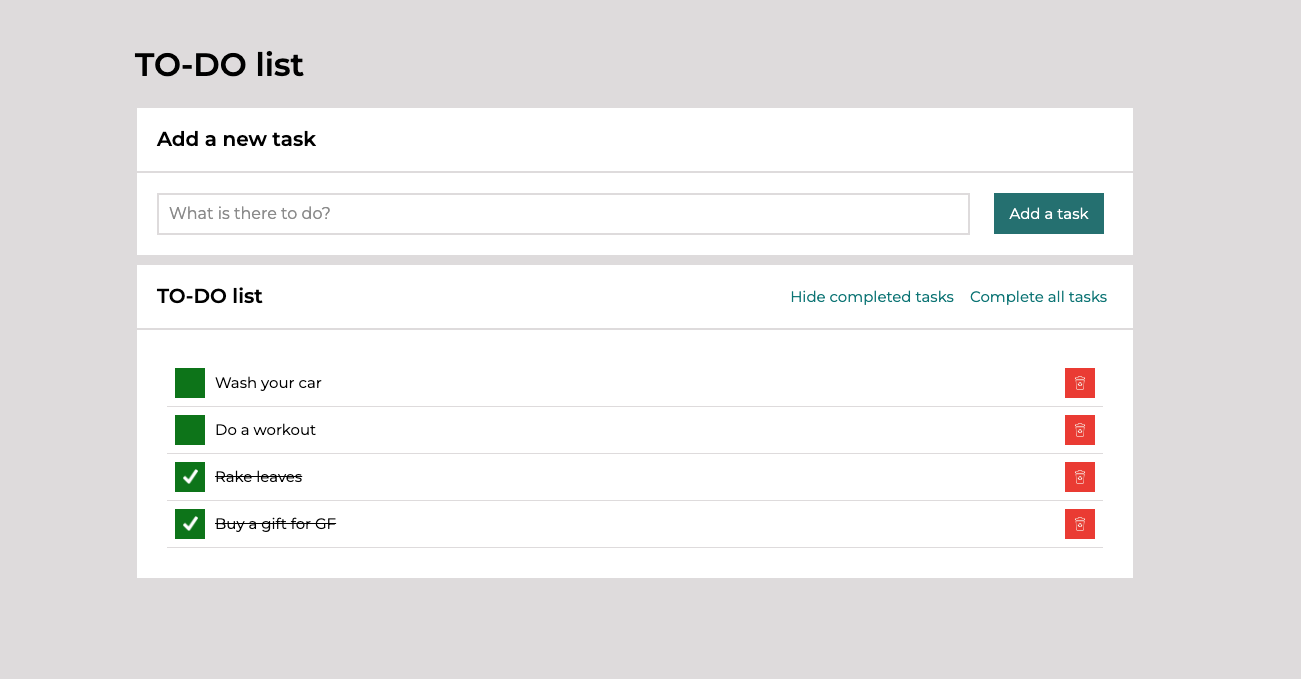 TO-DO list
Add a new task
What is there to do?
Add a task
TO-DO list
Hide completed tasks
Complete all tasks
Wash your car
Do a workout
Rake leaves
Buy a gift for GF